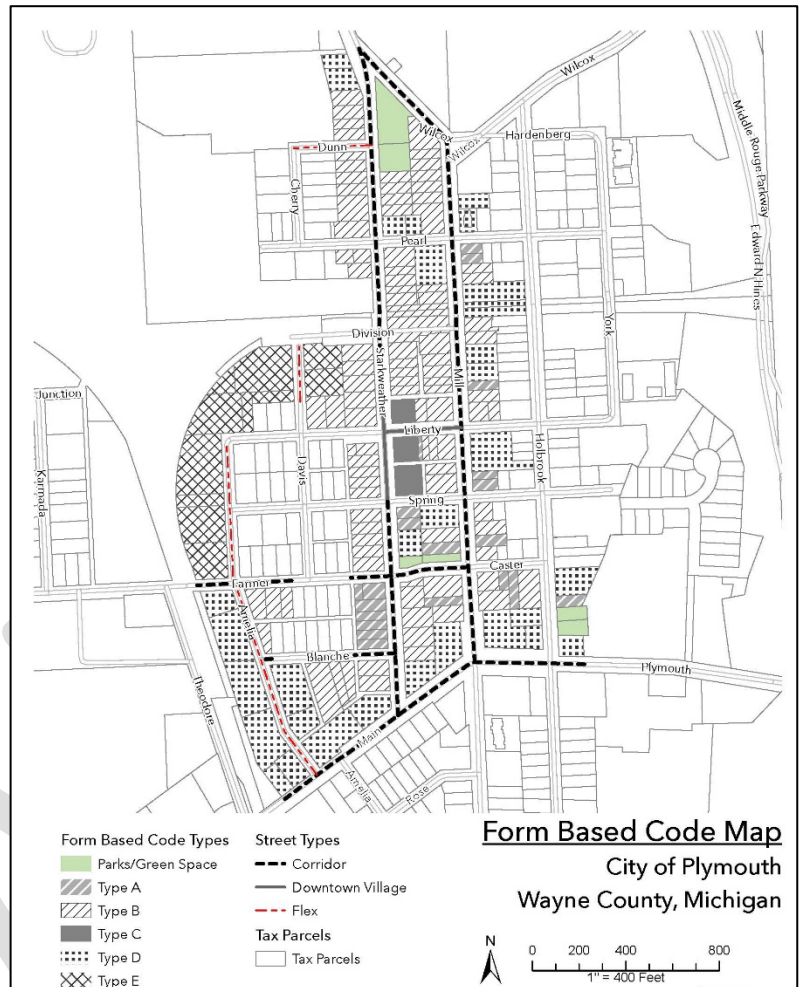 Wilcox
Middle Rouge Parkway
Edward N Hines
Wilcox
Hardenberg
Wilcox
Dunn
Cherry
Pearl
York
Division
Starkweather
Mill
Junction
Liberty
Karmada
Davis
Holbrook
Spring
Caster
Farmer
Amelia
Blanche
Plymouth
Theodore
Main
Amelia
Rose
Form Based Code Map
City of Plymouth
Wayne County, Michigan
Form Based Code Types
Parks/Green Space
Type A
Type B
Type C
Type D
Type E
Street Types
Corridor
Downtown Village
Flex
Tax Parcels
Tax Parcels
N
0 200 400 800
1" = 400 Feet